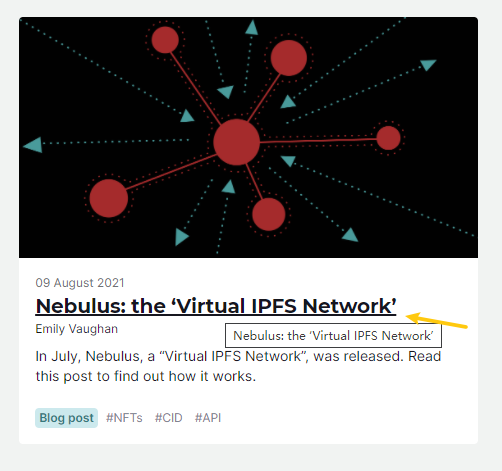 09 August 2021
Nebulus: the ‘Virtual IPFS Network’
Emily Vaughan
Nebulus: the 'Virtual IPFS Network'
In July, Nebulus, a “Virtual IPFS Network”, was released. Read
this post to find out how it works.
Blog post #NFTs #CID #API